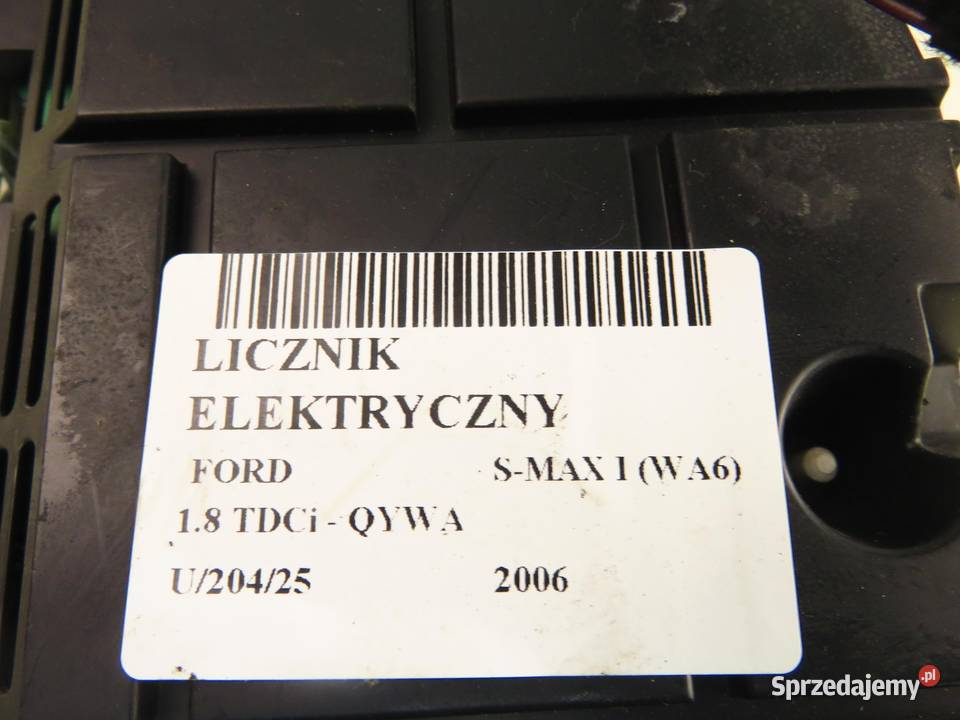 LICZNIK
ELEKTRYCZNY
FORD S-MAX I (WA6)
1.8 TDCi - QYWA
U/204/25 2006
Sprzedajemy.pl